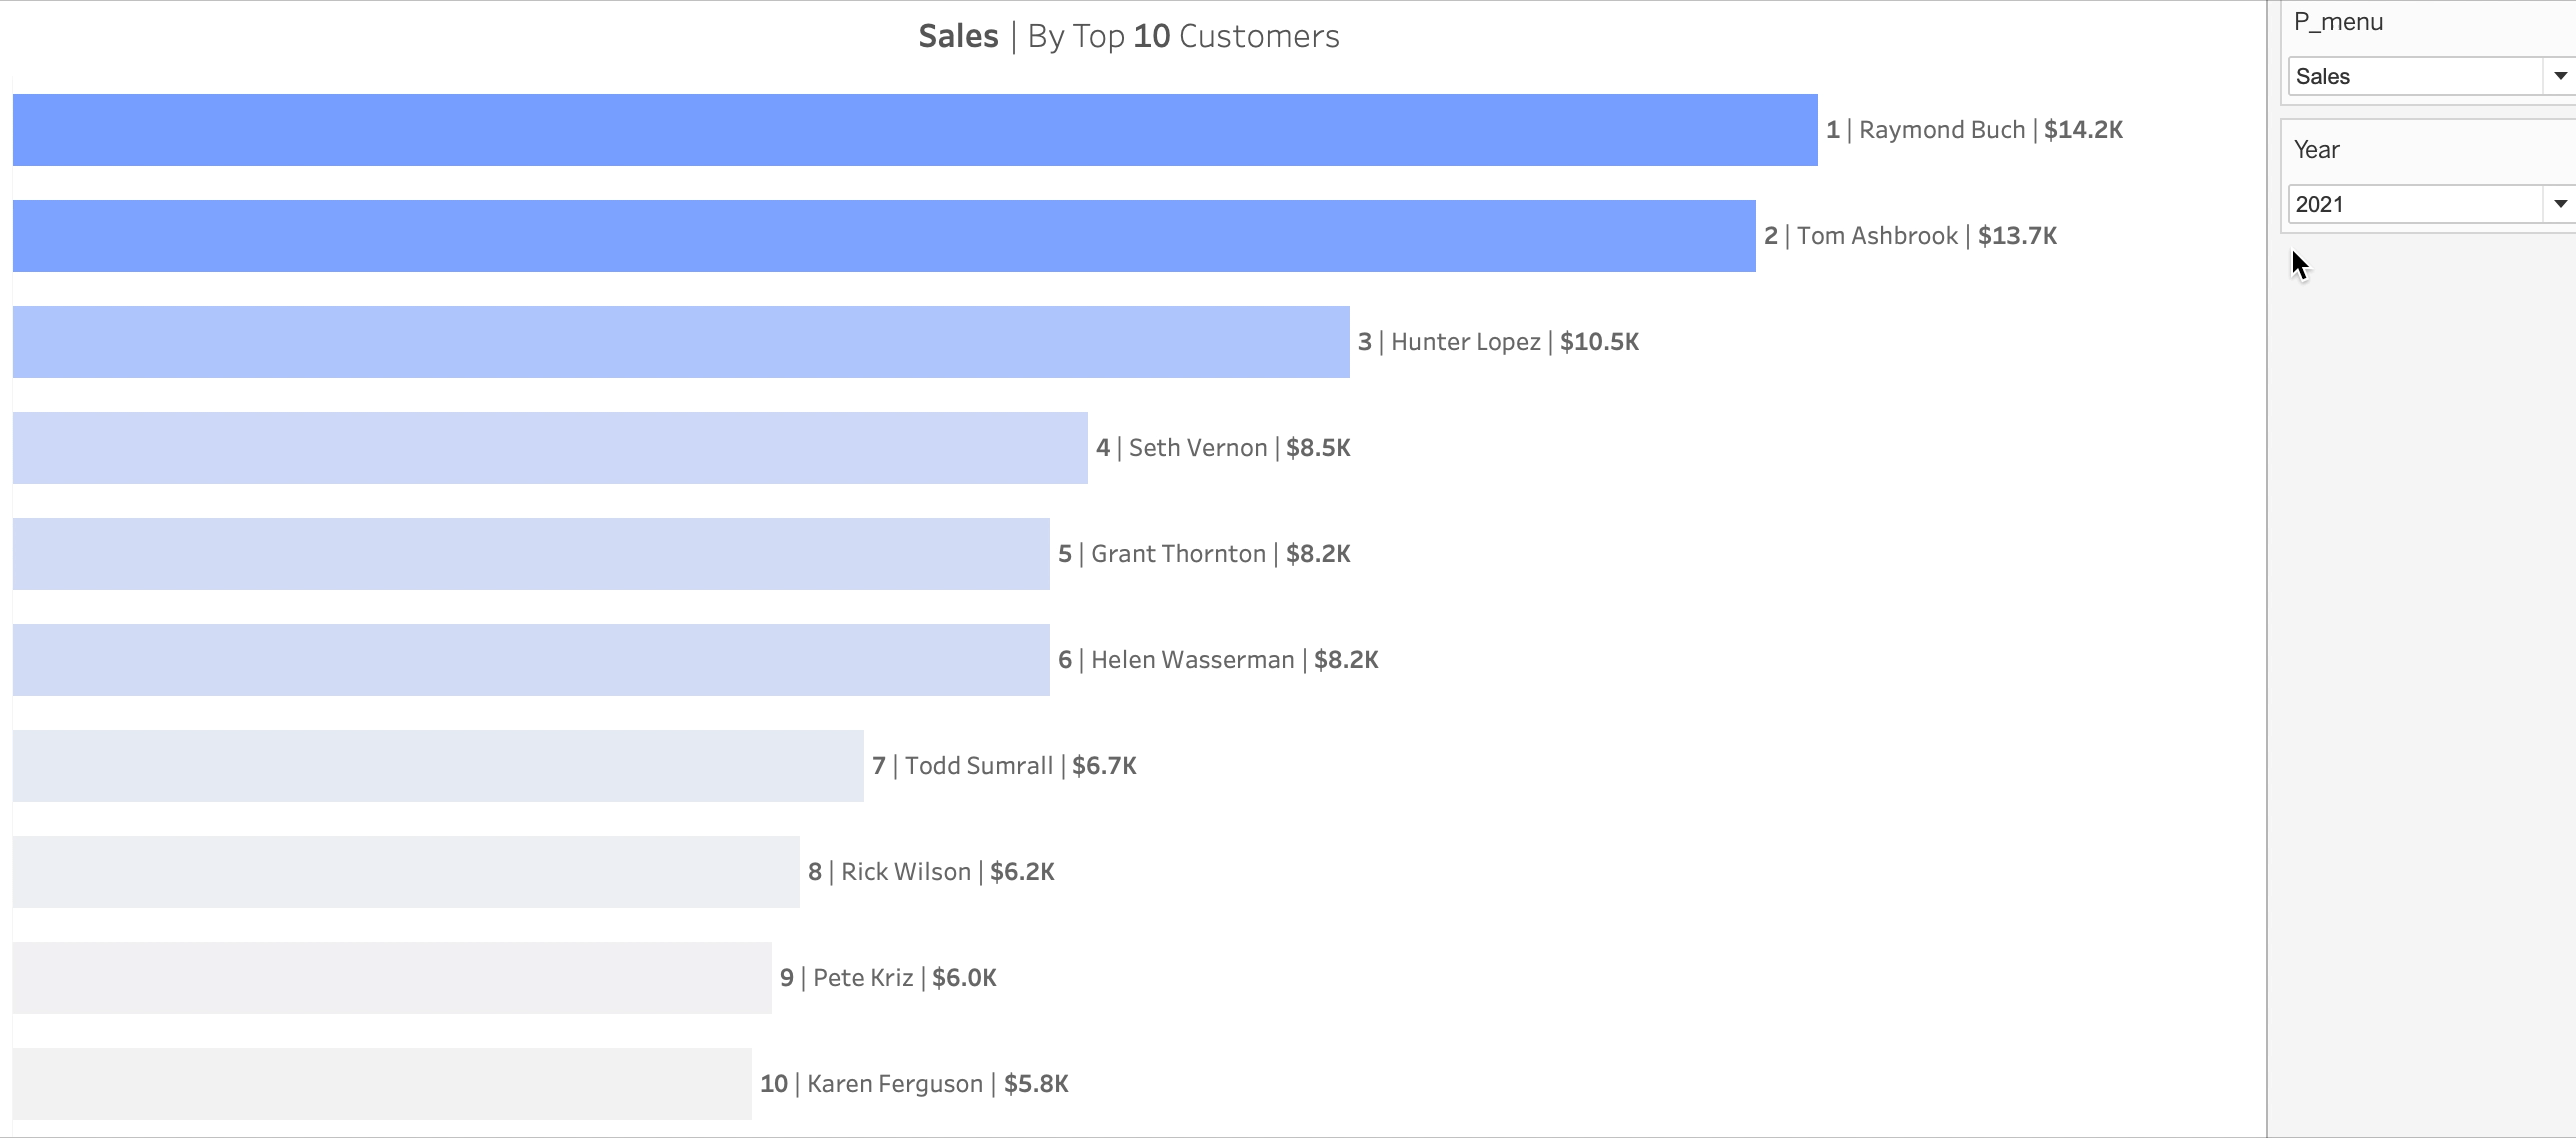 Sales | By Top 10 Customers
P_menu
Sales
Year
2021
1 | Raymond Buch | $14.2K
2 | Tom Ashbrook | $13.7K
3 | Hunter Lopez | $10.5K
4 | Seth Vernon | $8.5K
5 | Grant Thornton | $8.2K
6 | Helen Wasserman | $8.2K
7 | Todd Sumrall | $6.7K
8 | Rick Wilson | $6.2K
9 | Pete Kriz | $6.0K
10 | Karen Ferguson | $5.8K